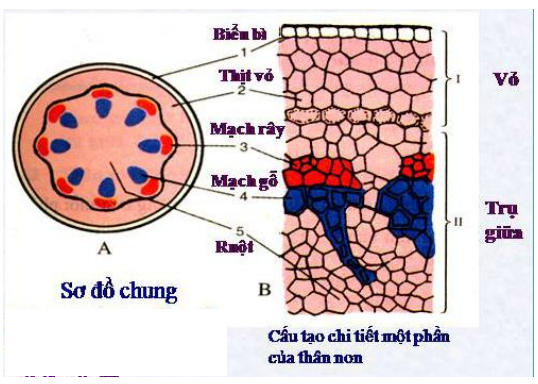 Biểu bì
1
Thịt vỏ
2
I
Vỏ
Mạch rây
3
Mạch gỗ
4
II
Trụ
giữa
5
Ruột
A
B
Sơ đồ chung
Cấu tạo chi tiết một phần
của thân non